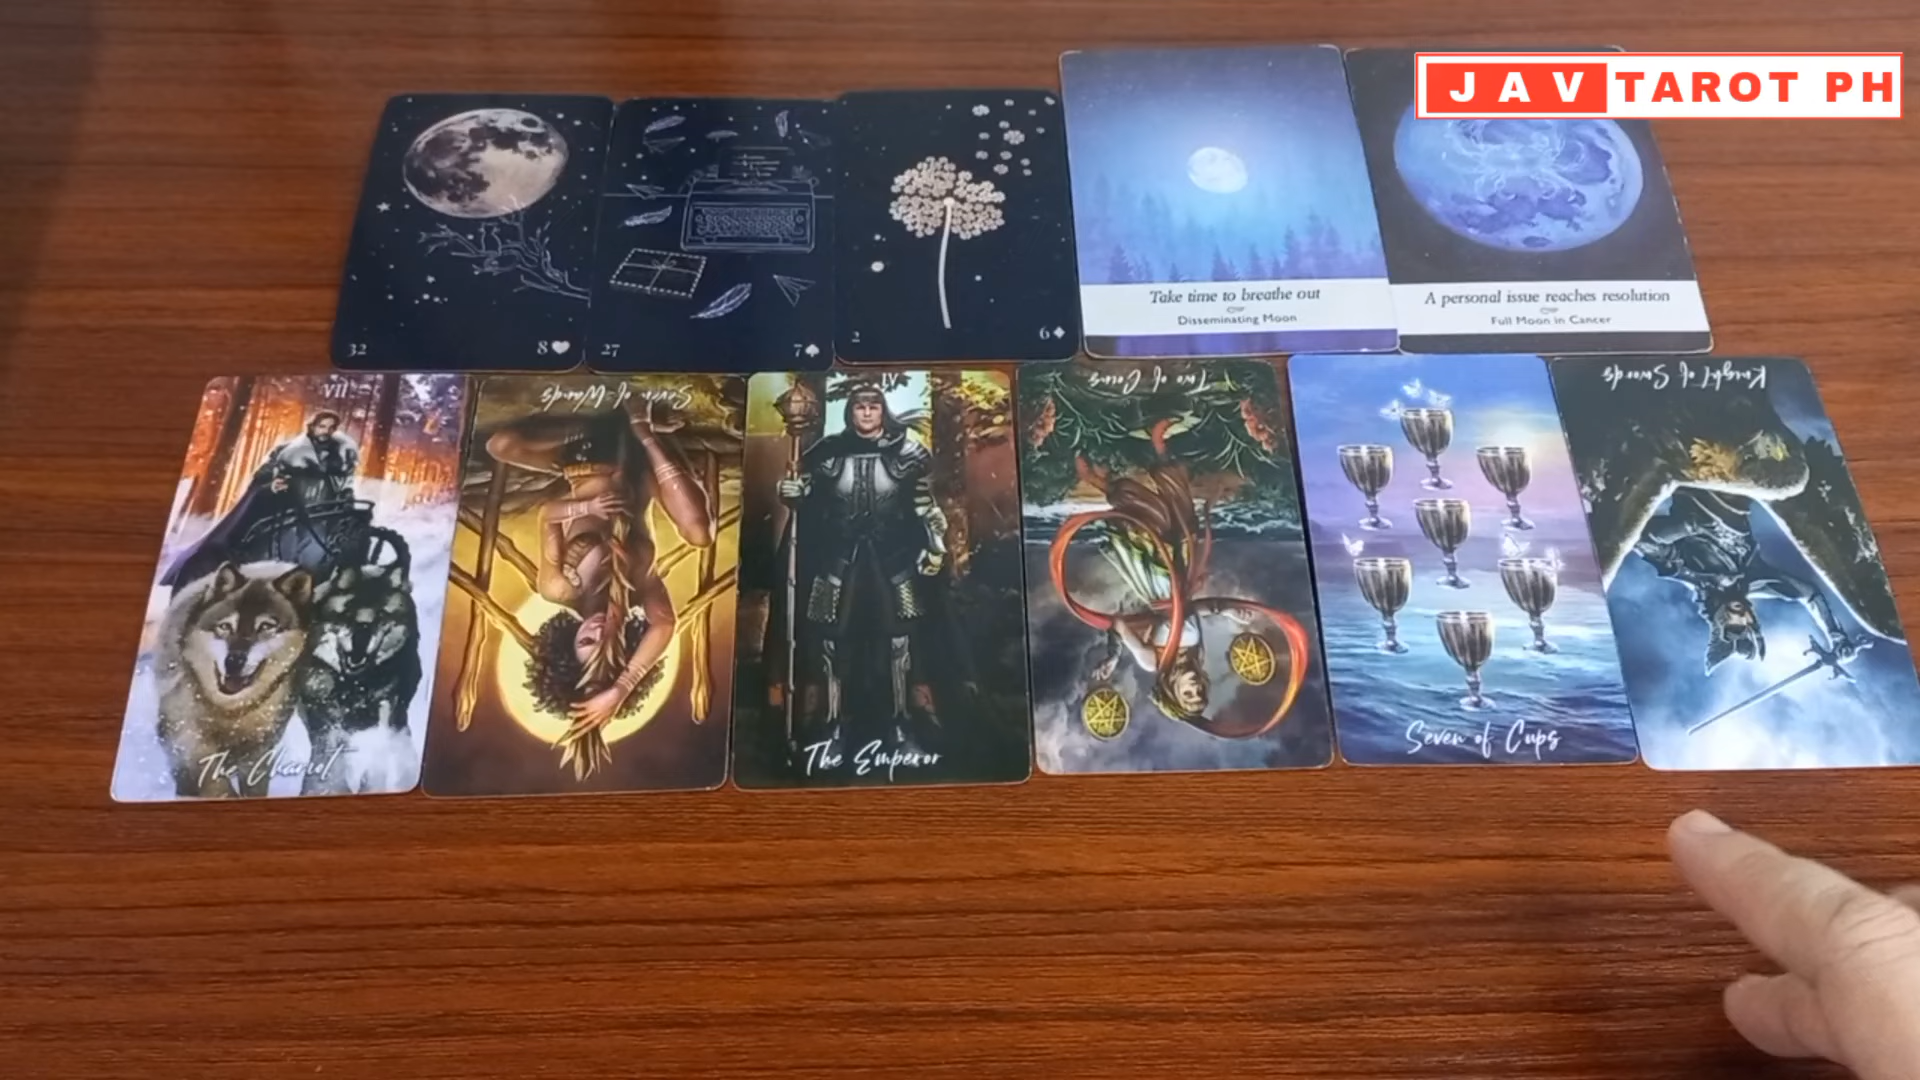 JAV TAROT PH
32
8
27
7
2
6
Take time to breathe out
Disseminating Moon
A personal issue reaches resolution
Full Moon in Cancer
VII
The Chariot
Seven of Wands
IV
The Emperor
Two of Coins
Seven of Cups
Knight of Swords